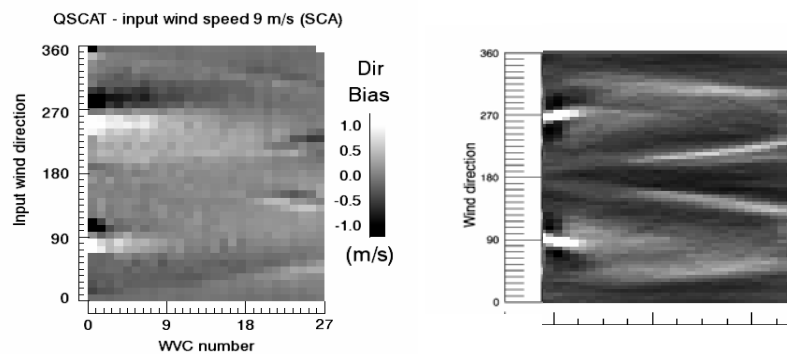 QSCAT - input wind speed 9 m/s (SCA)
Input wind direction
360
270
180
90
0
0
9
18
27
WVC number
Dir
Bias
1.0
0.5
0.0
-0.5
-1.0
(m/s)
Wind direction
360
270
180
90
0